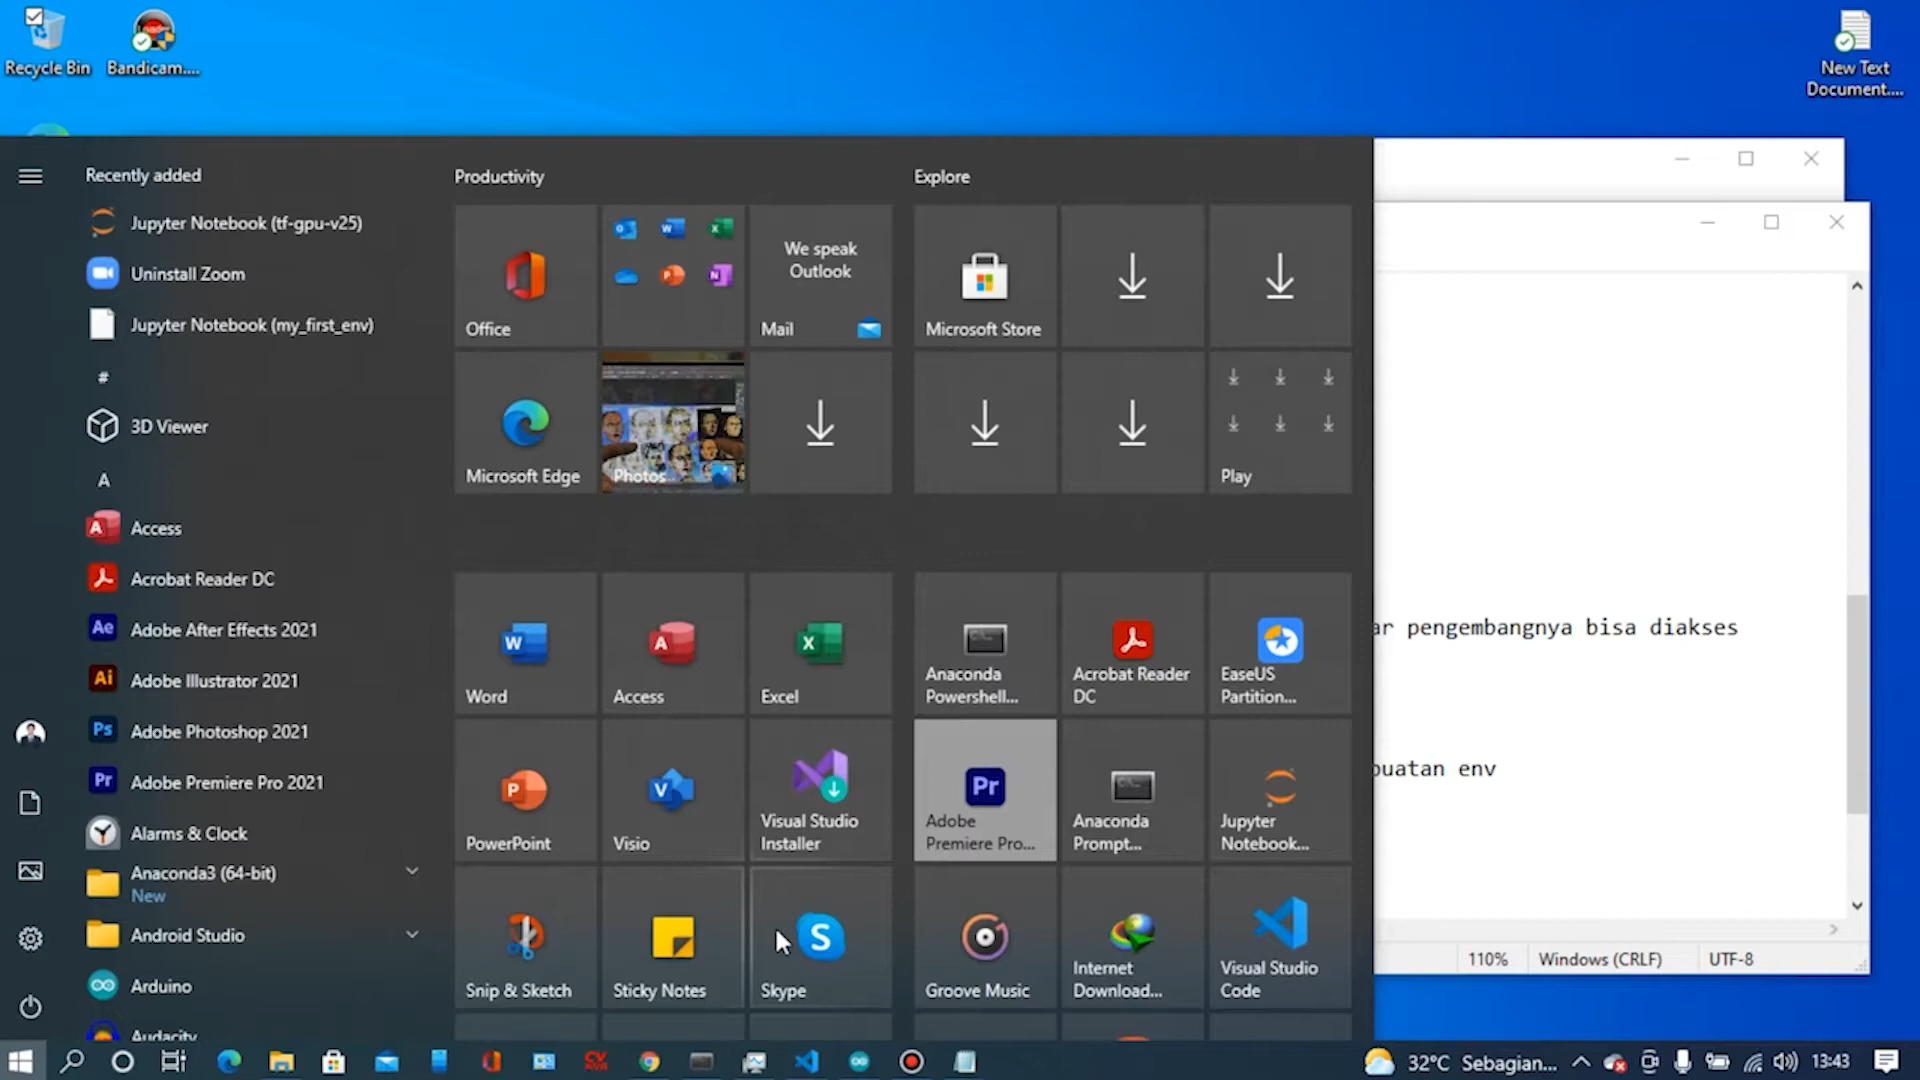 Recycle Bin
Bandicam....
New Text
Document....
Recently added
Jupyter Notebook (tf-gpu-v25)
Uninstall Zoom
Jupyter Notebook (my_first_env)
#
3D Viewer
A
Access
Acrobat Reader DC
Adobe After Effects 2021
Adobe Illustrator 2021
Adobe Photoshop 2021
Adobe Premiere Pro 2021
Alarms & Clock
Anaconda3 (64-bit)
New
Android Studio
Arduino
Audacity
Productivity
Office
We speak
Outlook
Mail
Microsoft Edge
Photos
Explore
Microsoft Store
Play
Word
Access
Excel
PowerPoint
Visio
Visual Studio
Installer
Snip & Sketch
Sticky Notes
Skype
Anaconda
Powershell...
Acrobat Reader
DC
EaseUS
Partition...
Adobe
Premiere Pro...
Anaconda
Prompt...
Jupyter
Notebook...
Groove Music
Internet
Download...
Visual Studio
Code
ar pengembangnya bisa diakses
buatan env
110%
Windows (CRLF)
UTF-8
32°C Sebagian...
13:43